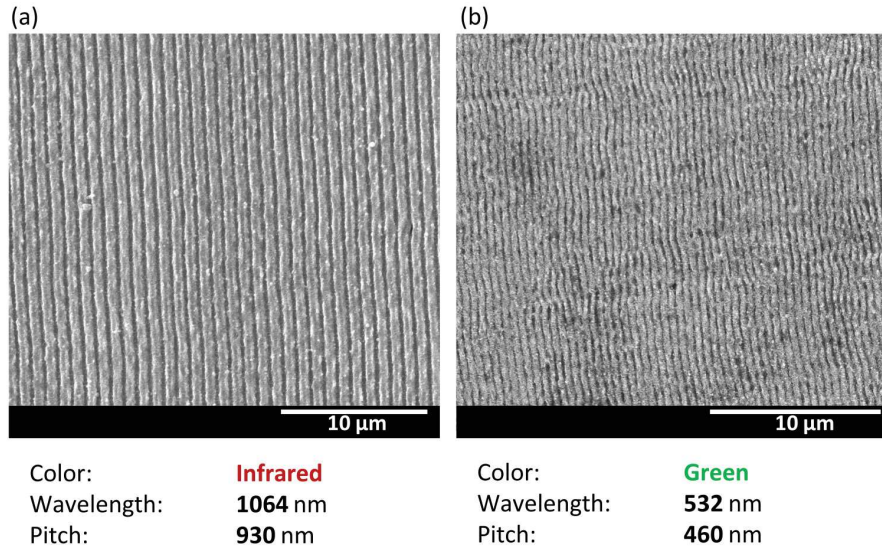 (a)
10 µm
Color: Infrared
Wavelength: 1064 nm
Pitch: 930 nm
(b)
10 µm
Color: Green
Wavelength: 532 nm
Pitch: 460 nm